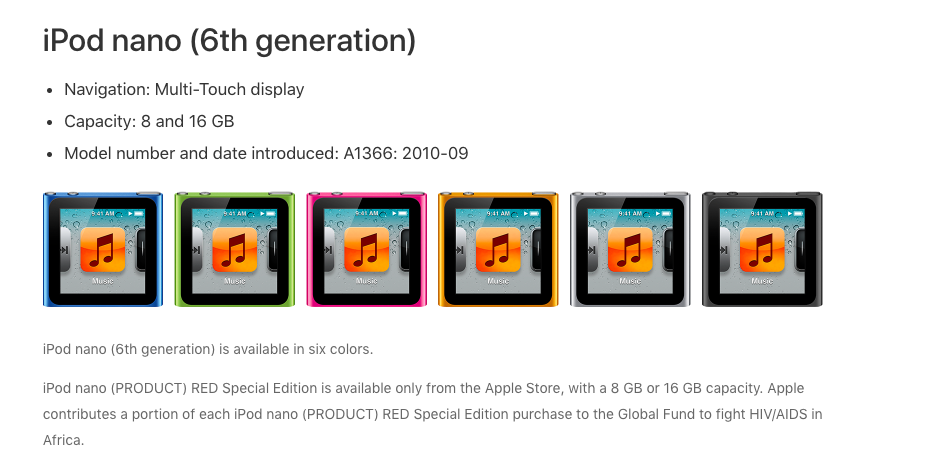 iPod nano (6th generation)
• Navigation: Multi-Touch display
• Capacity: 8 and 16 GB
• Model number and date introduced: A1366: 2010-09
9:41 AM 9:41 AM 9:41 AM 9:41 AM 9:41 AM 9:41 AM
Music Music Music Music Music Music
iPod nano (6th generation) is available in six colors.
iPod nano (PRODUCT) RED Special Edition is available only from the Apple Store, with a 8 GB or 16 GB capacity. Apple
contributes a portion of each iPod nano (PRODUCT) RED Special Edition purchase to the Global Fund to fight HIV/AIDS in
Africa.